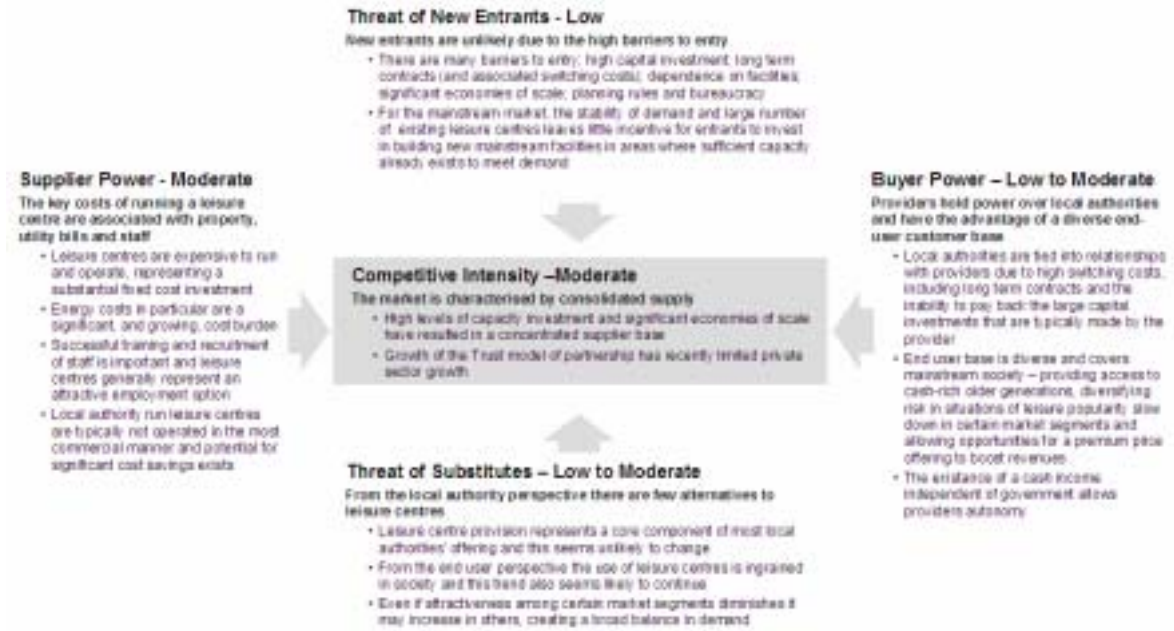 Threat of New Entrants - Low
New entrants are unlikely due to the high barriers to entry
• There are many barriers to entry; high capital investment; long term
contracts (and associated switching costs); dependence on facilities;
significant economies of scale; planning rules and bureaucracy
• For the mainstream market, the stability of demand and large number
of existing leisure centres leaves little incentive for entrants to invest
in building new mainstream facilities in areas where sufficient capacity
already exists to meet demand
Supplier Power - Moderate
The key costs of running a leisure
centre are associated with property,
utility bills and staff
• Leisure centres are expensive to run
and operate, representing a
substantial fixed cost investment
• Energy costs in particular are a
significant, and growing, cost burden
• Successful training and recruitment
of staff is important and leisure
centres generally represent an
attractive employment option
• Local authority run leisure centres
are typically not operated in the most
commercial manner and potential for
significant cost savings exists
Competitive Intensity –Moderate
The market is characterised by consolidated supply
• High levels of capacity investment and significant economies of scale
have resulted in a concentrated supplier base
• Growth of the Trust model of partnership has recently limited private
sector growth
Buyer Power – Low to Moderate
Providers hold power over local authorities
and have the advantage of a diverse end-
user customer base
• Local authorities are tied into relationships
with providers due to high switching costs,
including long term contracts and the
inability to pay back the large capital
investments that are typically made by the
provider
• End user base is diverse and covers
mainstream society – providing access to
cash-rich older generations, diversifying
risk in situations of leisure popularity slow
down in certain market segments and
allowing opportunities for a premium price
offering to boost revenues
• The existance of a cash income
independent of government allows
providers autonomy
Threat of Substitutes – Low to Moderate
From the local authority perspective there are few alternatives to
leisure centres
• Leisure centre provision represents a core component of most local
authorities' offering and this seems unlikely to change
• From the end user perspective the use of leisure centres is ingrained
in society and this trend also seems likely to continue
• Even if attractiveness among certain market segments diminishes it
may increase in others, creating a broad balance in demand